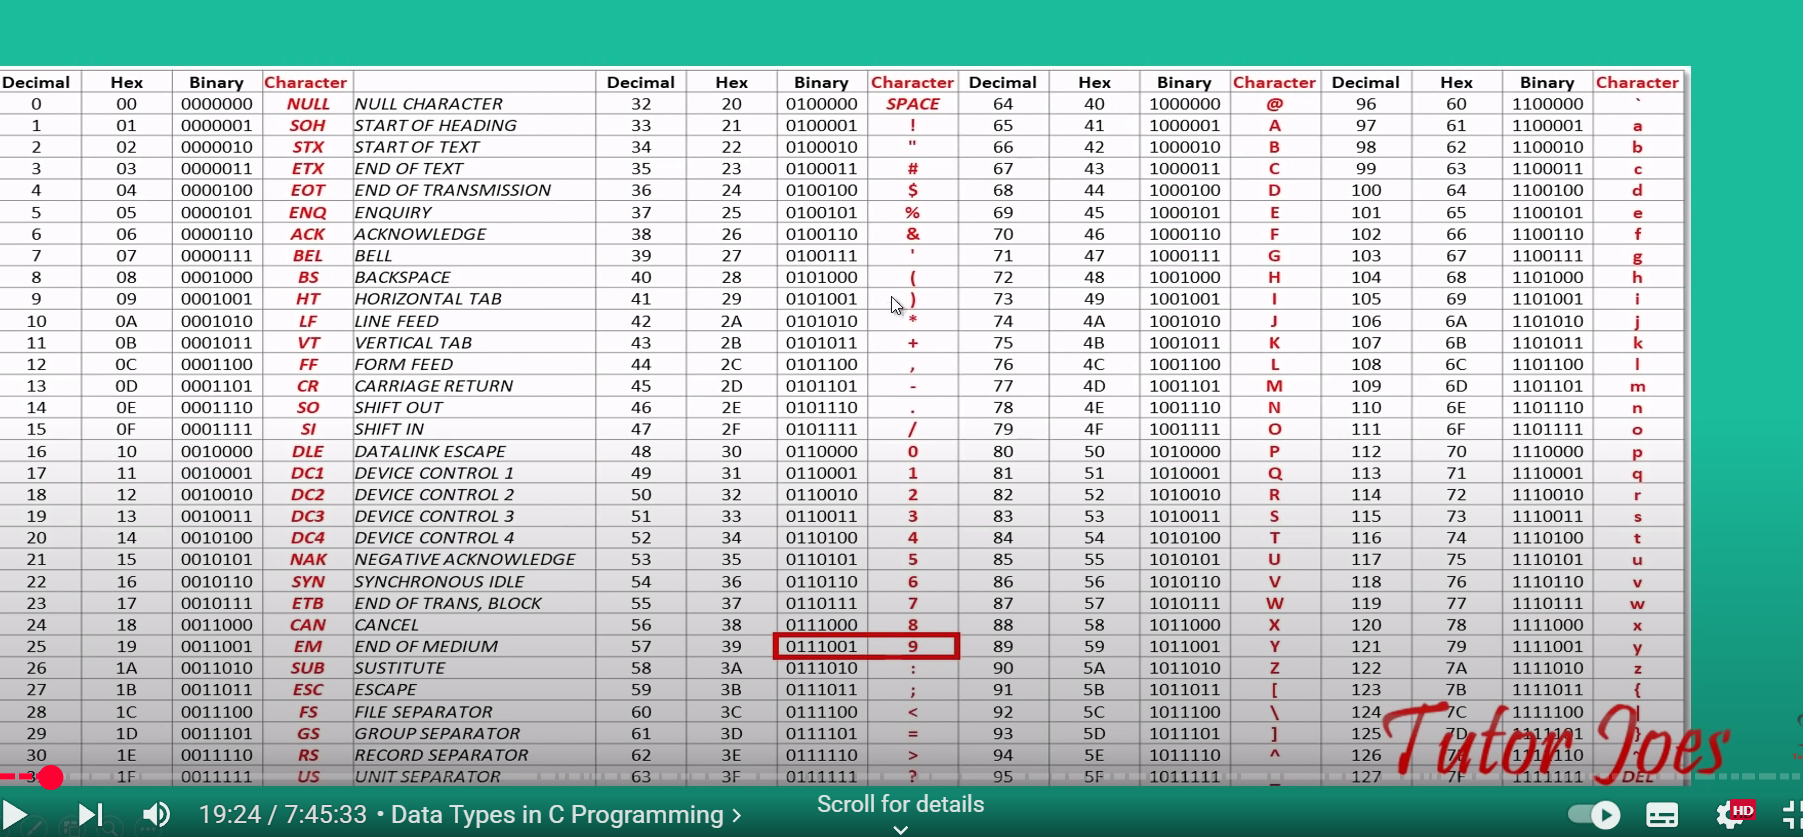 Decimal Hex Binary Character Decimal Hex Binary Character Decimal Hex Binary Character Decimal Hex Binary Character
0 00 0000000 NULL NULL CHARACTER 32 20 0100000 SPACE 64 40 1000000 @ 96 60 1100000 `
1 01 0000001 SOH START OF HEADING 33 21 0100001 ! 65 41 1000001 A 97 61 1100001 a
2 02 0000010 STX START OF TEXT 34 22 0100010 " 66 42 1000010 B 98 62 1100010 b
3 03 0000011 ETX END OF TEXT 35 23 0100011 # 67 43 1000011 C 99 63 1100011 c
4 04 0000100 EOT END OF TRANSMISSION 36 24 0100100 $ 68 44 1000100 D 100 64 1100100 d
5 05 0000101 ENQ ENQUIRY 37 25 0100101 % 69 45 1000101 E 101 65 1100101 e
6 06 0000110 ACK ACKNOWLEDGE 38 26 0100110 & 70 46 1000110 F 102 66 1100110 f
7 07 0000111 BEL BELL 39 27 0100111 ' 71 47 1000111 G 103 67 1100111 g
8 08 0001000 BS BACKSPACE 40 28 0101000 ( 72 48 1001000 H 104 68 1101000 h
9 09 0001001 HT HORIZONTAL TAB 41 29 0101001 ) 73 49 1001001 I 105 69 1101001 i
10 0A 0001010 LF LINE FEED 42 2A 0101010 * 74 4A 1001010 J 106 6A 1101010 j
11 0B 0001011 VT VERTICAL TAB 43 2B 0101011 + 75 4B 1001011 K 107 6B 1101011 k
12 0C 0001100 FF FORM FEED 44 2C 0101100 , 76 4C 1001100 L 108 6C 1101100 l
13 0D 0001101 CR CARRIAGE RETURN 45 2D 0101101 - 77 4D 1001101 M 109 6D 1101101 m
14 0E 0001110 SO SHIFT OUT 46 2E 0101110 . 78 4E 1001110 N 110 6E 1101110 n
15 0F 0001111 SI SHIFT IN 47 2F 0101111 / 79 4F 1001111 O 111 6F 1101111 o
16 10 0010000 DLE DATALINK ESCAPE 48 30 0110000 0 80 50 1010000 P 112 70 1110000 p
17 11 0010001 DC1 DEVICE CONTROL 1 49 31 0110001 1 81 51 1010001 Q 113 71 1110001 q
18 12 0010010 DC2 DEVICE CONTROL 2 50 32 0110010 2 82 52 1010010 R 114 72 1110010 r
19 13 0010011 DC3 DEVICE CONTROL 3 51 33 0110011 3 83 53 1010011 S 115 73 1110011 s
20 14 0010100 DC4 DEVICE CONTROL 4 52 34 0110100 4 84 54 1010100 T 116 74 1110100 t
21 15 0010101 NAK NEGATIVE ACKNOWLEDGE 53 35 0110101 5 85 55 1010101 U 117 75 1110101 u
22 16 0010110 SYN SYNCHRONOUS IDLE 54 36 0110110 6 86 56 1010110 V 118 76 1110110 v
23 17 0010111 ETB END OF TRANS, BLOCK 55 37 0110111 7 87 57 1010111 W 119 77 1110111 w
24 18 0011000 CAN CANCEL 56 38 0111000 8 88 58 1011000 X 120 78 1111000 x
25 19 0011001 EM END OF MEDIUM 57 39 0111001 9 89 59 1011001 Y 121 79 1111001 y
26 1A 0011010 SUB SUSTITUTE 58 3A 0111010 : 90 5A 1011010 Z 122 7A 1111010 z
27 1B 0011011 ESC ESCAPE 59 3B 0111011 ; 91 5B 1011011 [ 123 7B 1111011 {
28 1C 0011100 FS FILE SEPARATOR 60 3C 0111100 < 92 5C 1011100 \ 124 7C 1111100 |
29 1D 0011101 GS GROUP SEPARATOR 61 3D 0111101 = 93 5D 1011101 ] 125 7D 1111101 }
30 1E 0011110 RS RECORD SEPARATOR 62 3E 0111110 > 94 5E 1011110 ^ 126 7E 1111110
1F 0011111 US UNIT SEPARATOR 63 3F 0111111 ? 95 5F 1011111 _ 127 7F 1111111 DEL
Tutor Joes
19:24 / 7:45:33 • Data Types in C Programming >
Scroll for details
HD